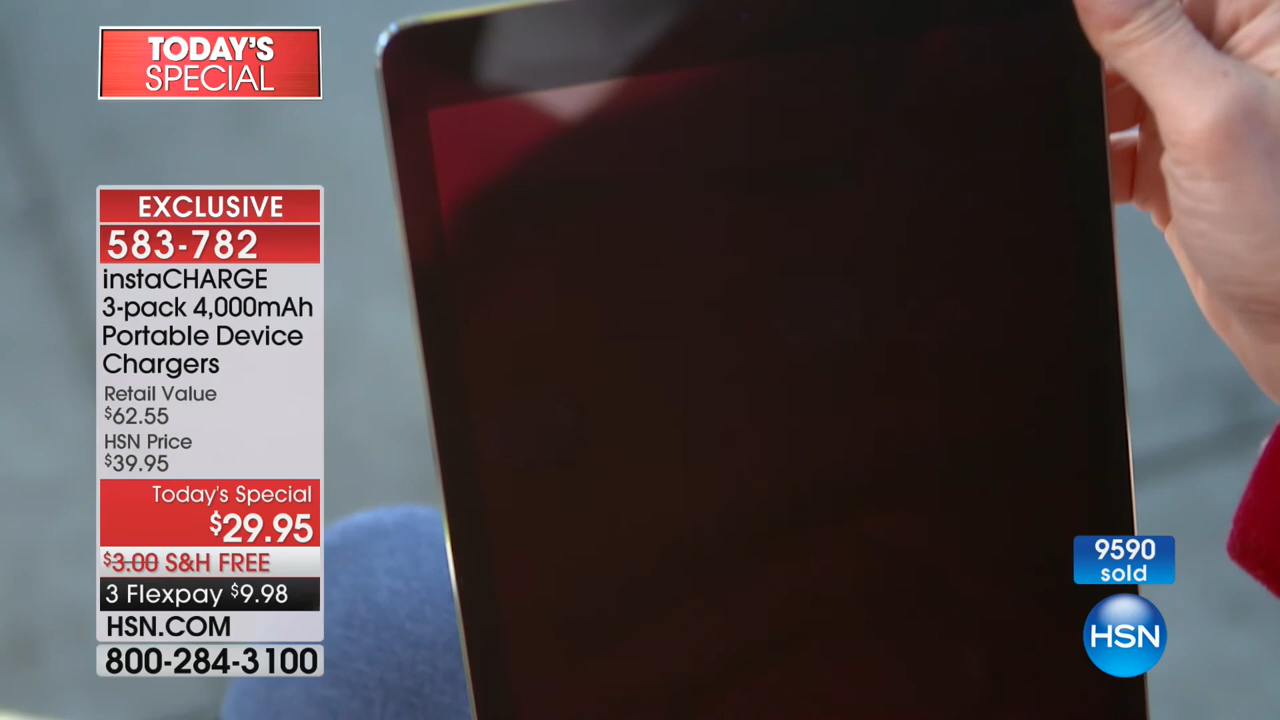 TODAY'S
SPECIAL
EXCLUSIVE
583-782
instaCHARGE
3-pack 4,000mAh
Portable Device
Chargers
Retail Value
$62.55
HSN Price
$39.95
Today's Special
$29.95
$3.00 S&H FREE
3 Flexpay $9.98
HSN.COM
800-284-3100
9590
sold
HSN